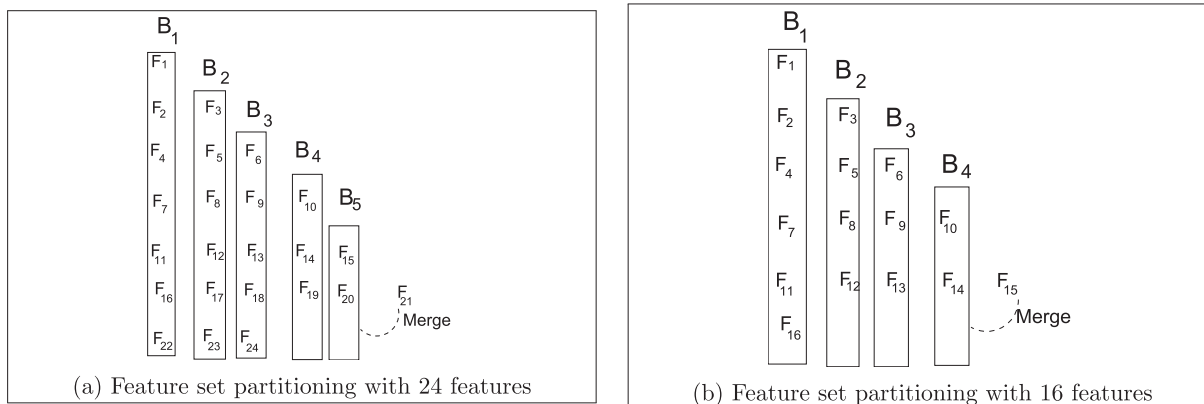 B1
F1
F2
F4
F7
F11
F16
F22
B2
F3
F5
F8
F12
F17
F23
B3
F6
F9
F13
F18
F24
B4
F10
F14
F19
B5
F15
F20
F21
Merge
(a) Feature set partitioning with 24 features
B1
F1
F2
F4
F7
F11
F16
B2
F3
F5
F8
F12
B3
F6
F9
F13
B4
F10
F14
F15
Merge
(b) Feature set partitioning with 16 features